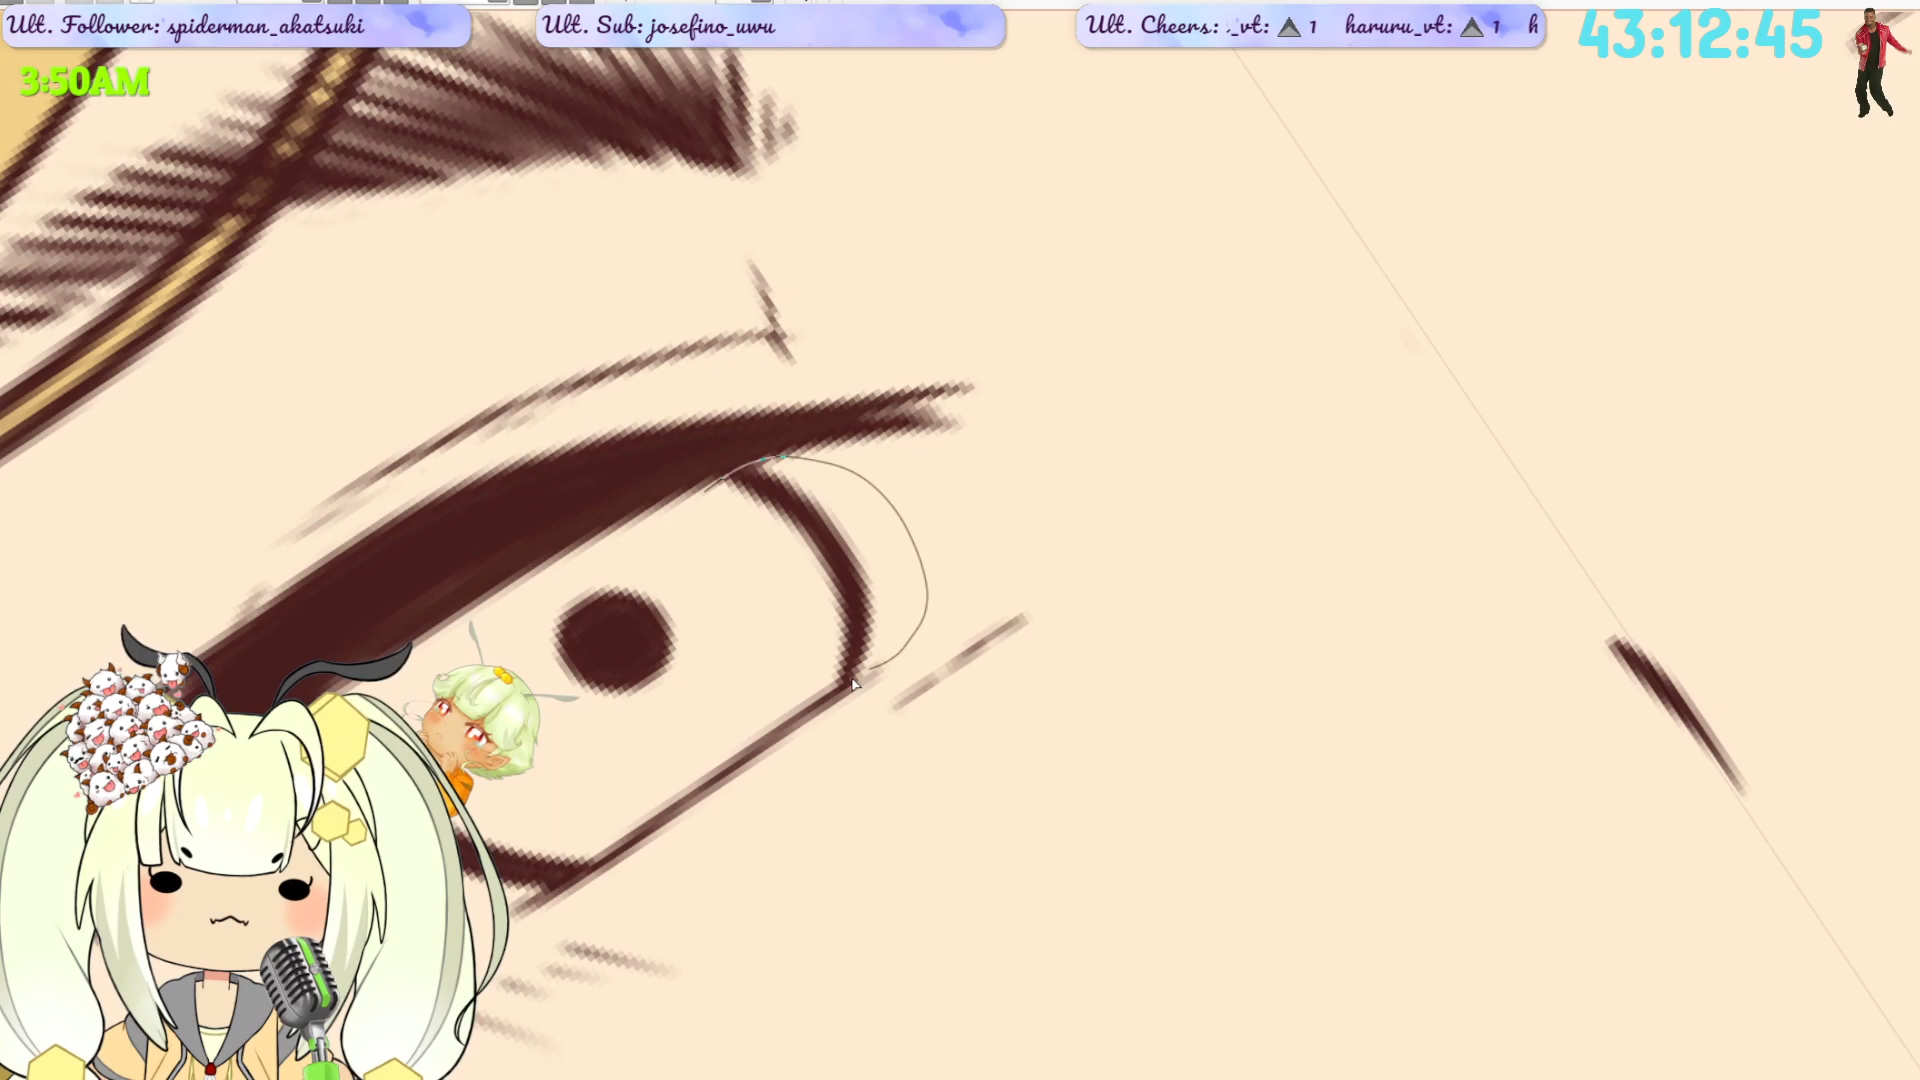 Ult. Follower: spiderman_akatsuki
Ult. Sub: josefino_uwu
Ult. Cheers: _vt: 1 haruru_vt: 1 h
43:12:45
3:50AM